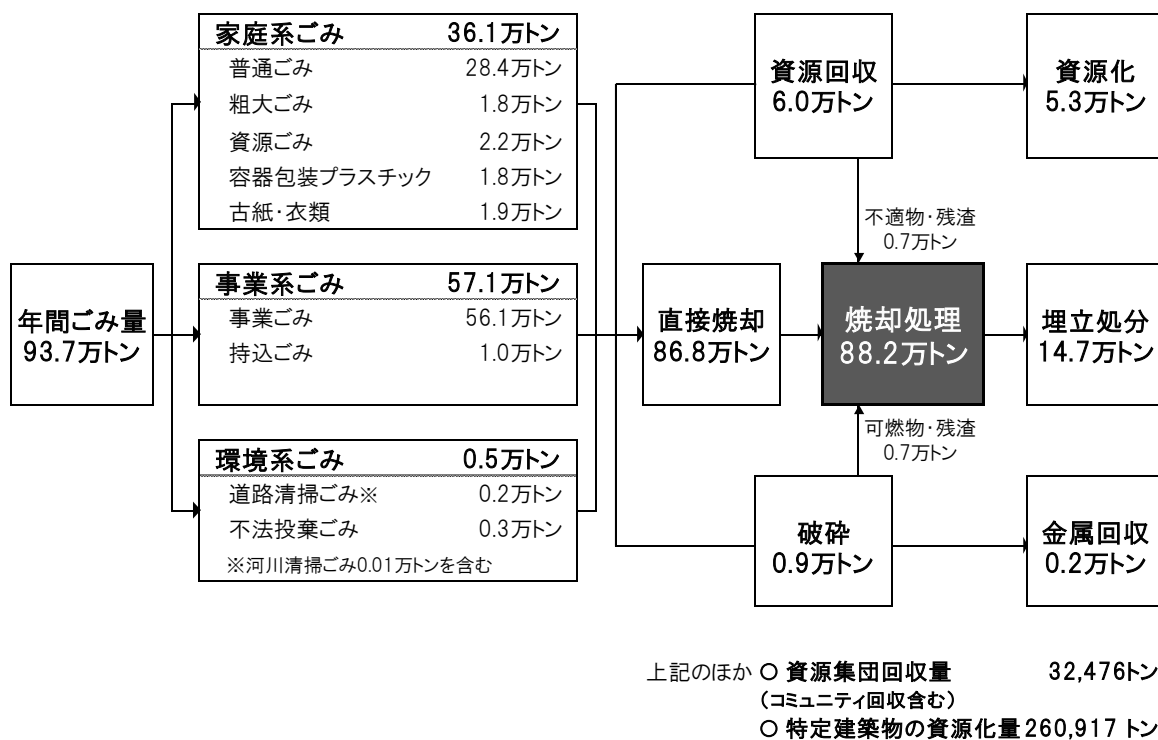 年間ごみ量
93.7万トン
家庭系ごみ 36.1万トン
普通ごみ 28.4万トン
粗大ごみ 1.8万トン
資源ごみ 2.2万トン
容器包装プラスチック 1.8万トン
古紙・衣類 1.9万トン
事業系ごみ 57.1万トン
事業ごみ 56.1万トン
持込ごみ 1.0万トン
環境系ごみ 0.5万トン
道路清掃ごみ※ 0.2万トン
不法投棄ごみ 0.3万トン
※河川清掃ごみ0.01万トンを含む
資源回収
6.0万トン
資源化
5.3万トン
不適物・残渣
0.7万トン
直接焼却
86.8万トン
焼却処理
88.2万トン
埋立処分
14.7万トン
可燃物・残渣
0.7万トン
破砕
0.9万トン
金属回収
0.2万トン
上記のほか ○ 資源集団回収量 32,476トン
(コミュニティ回収含む)
○ 特定建築物の資源化量 260,917 トン